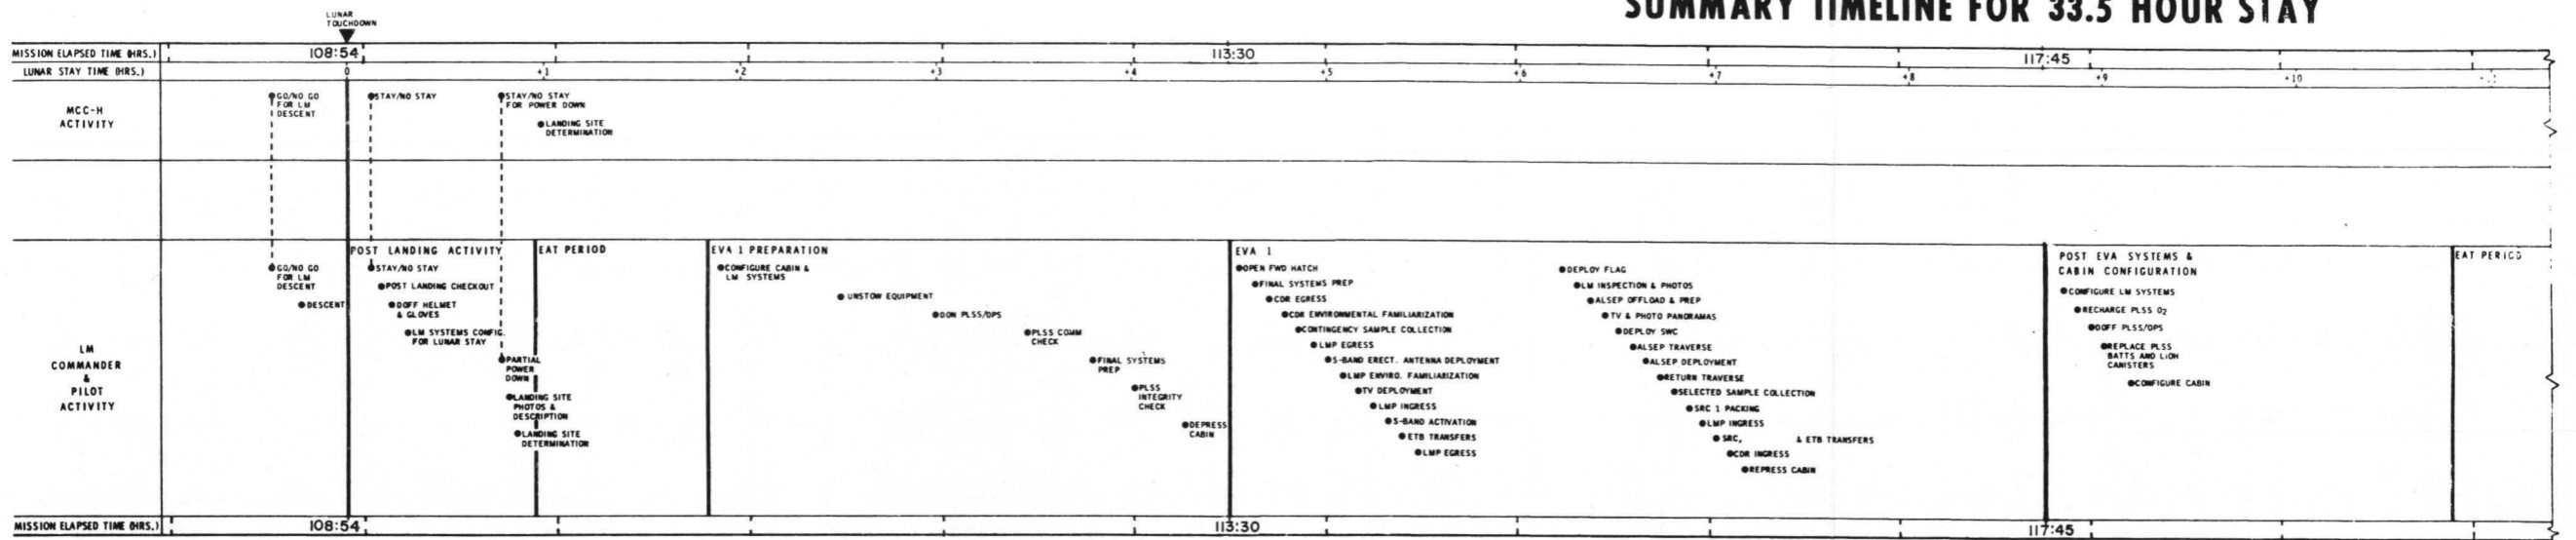 SUMMARY TIMELINE FOR 33.5 HOUR STAY
LUNAR
TOUCHDOWN
MISSION ELAPSED TIME (HRS.) 108:54 113:30 117:45
LUNAR STAY TIME (HRS.) 0 +1 +2 +3 +4 +5 +6 +7 +8 +9 +10
MCC-H
ACTIVITY
GO/NO GO
FOR LM
DESCENT
STAY/NO STAY
STAY/NO STAY
FOR POWER DOWN
LANDING SITE
DETERMINATION
LM
COMMANDER
&
PILOT
ACTIVITY
GO/NO GO
FOR LM
DESCENT
DESCENT
POST LANDING ACTIVITY
STAY/NO STAY
POST LANDING CHECKOUT
DOFF HELMET
& GLOVES
LM SYSTEMS CONFIG.
FOR LUNAR STAY
PARTIAL
POWER
DOWN
LANDING SITE
PHOTOS &
DESCRIPTION
LANDING SITE
DETERMINATION
EAT PERIOD
EVA 1 PREPARATION
CONFIGURE CABIN &
LM SYSTEMS
UNSTOW EQUIPMENT
DON PLSS/OPS
PLSS COMM
CHECK
FINAL SYSTEMS
PREP
PLSS
INTEGRITY
CHECK
DEPRESS
CABIN
EVA 1
OPEN FWD HATCH
FINAL SYSTEMS PREP
CDR EGRESS
CDR ENVIRONMENTAL FAMILIARIZATION
CONTINGENCY SAMPLE COLLECTION
LMP EGRESS
S-BAND ERECT. ANTENNA DEPLOYMENT
LMP ENVIRO. FAMILIARIZATION
TV DEPLOYMENT
LMP INGRESS
S-BAND ACTIVATION
ETB TRANSFERS
LMP EGRESS
DEPLOY FLAG
LM INSPECTION & PHOTOS
ALSEP OFFLOAD & PREP
TV & PHOTO PANORAMAS
DEPLOY SWC
ALSEP TRAVERSE
ALSEP DEPLOYMENT
RETURN TRAVERSE
SELECTED SAMPLE COLLECTION
SRC 1 PACKING
LMP INGRESS
SRC, & ETB TRANSFERS
CDR INGRESS
REPRESS CABIN
POST EVA SYSTEMS &
CABIN CONFIGURATION
CONFIGURE LM SYSTEMS
RECHARGE PLSS O2
DOFF PLSS/OPS
REPLACE PLSS
BATTS AND LiOH
CANISTERS
CONFIGURE CABIN
EAT PERIOD
MISSION ELAPSED TIME (HRS.) 108:54 113:30 117:45